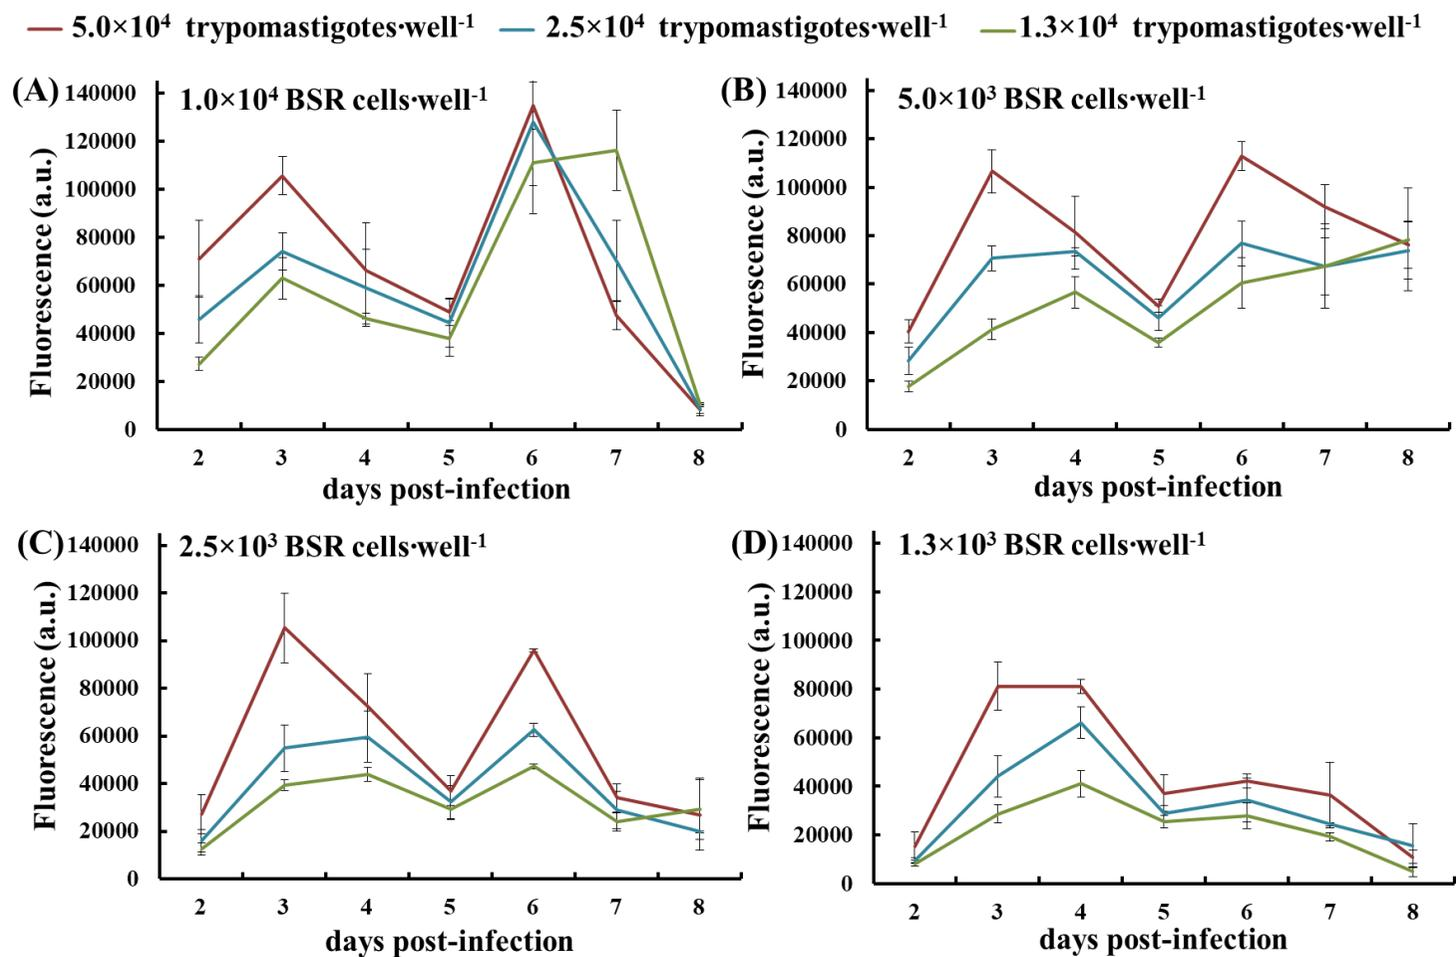 5.0×10⁴ trypomastigotes·well⁻¹ 2.5×10⁴ trypomastigotes·well⁻¹ 1.3×10⁴ trypomastigotes·well⁻¹
(A)
1.0×10⁴ BSR cells·well⁻¹
Fluorescence (a.u.)
140000
120000
100000
80000
60000
40000
20000
0
2 3 4 5 6 7 8
days post-infection
(B)
5.0×10³ BSR cells·well⁻¹
Fluorescence (a.u.)
140000
120000
100000
80000
60000
40000
20000
0
2 3 4 5 6 7 8
days post-infection
(C)
2.5×10³ BSR cells·well⁻¹
Fluorescence (a.u.)
140000
120000
100000
80000
60000
40000
20000
0
2 3 4 5 6 7 8
days post-infection
(D)
1.3×10³ BSR cells·well⁻¹
Fluorescence (a.u.)
140000
120000
100000
80000
60000
40000
20000
0
2 3 4 5 6 7 8
days post-infection